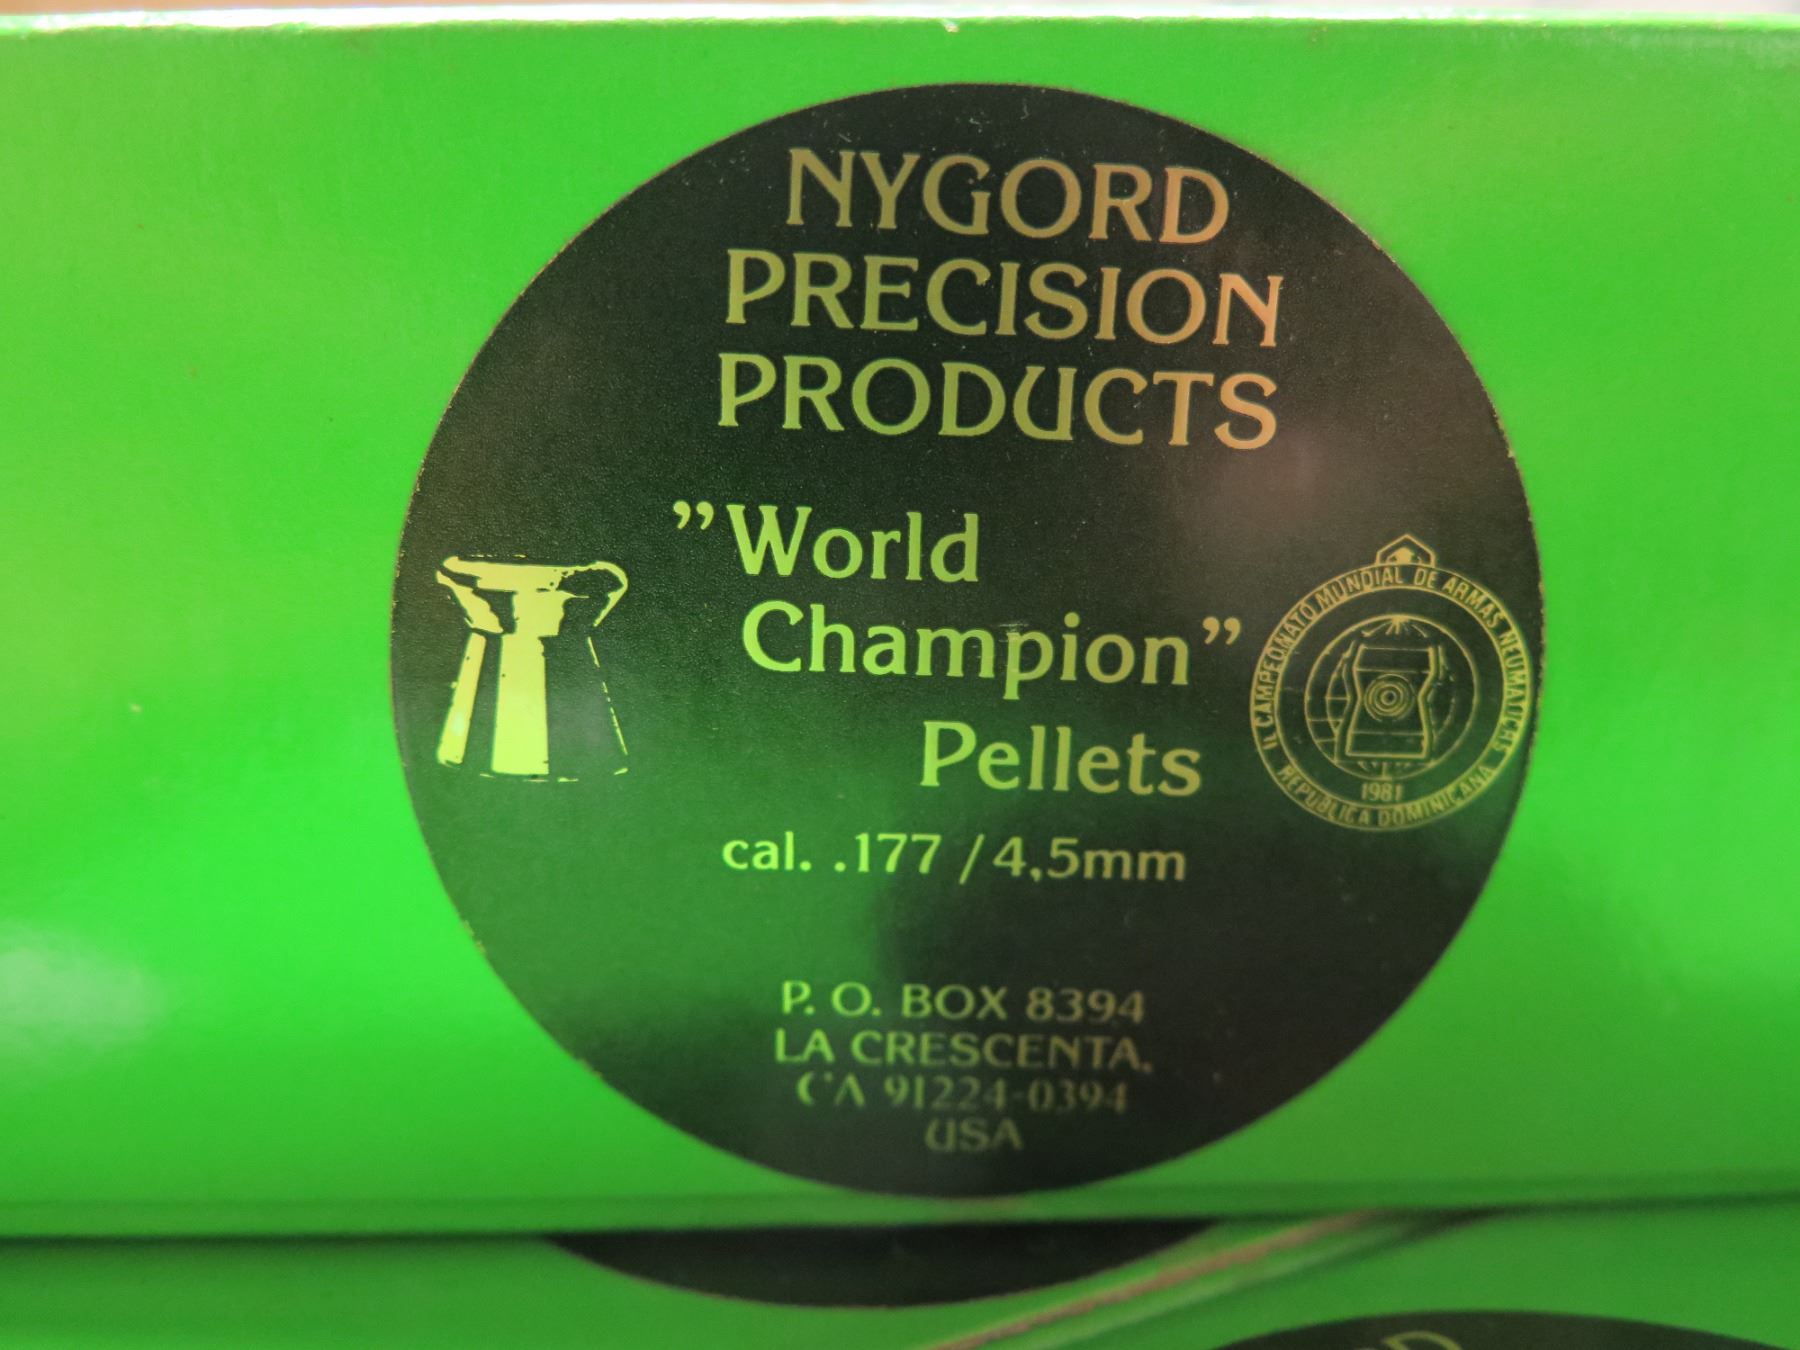 NYGORD
PRECISION
PRODUCTS
”World
Champion”
Pellets
cal. .177 / 4,5mm
II. CAMPEONATO MUNDIAL DE ARMAS NEUMATICAS
1981
REPUBLICA DOMINICANA
P. O. BOX 8394
LA CRESCENTA,
CA 91224-0394
USA